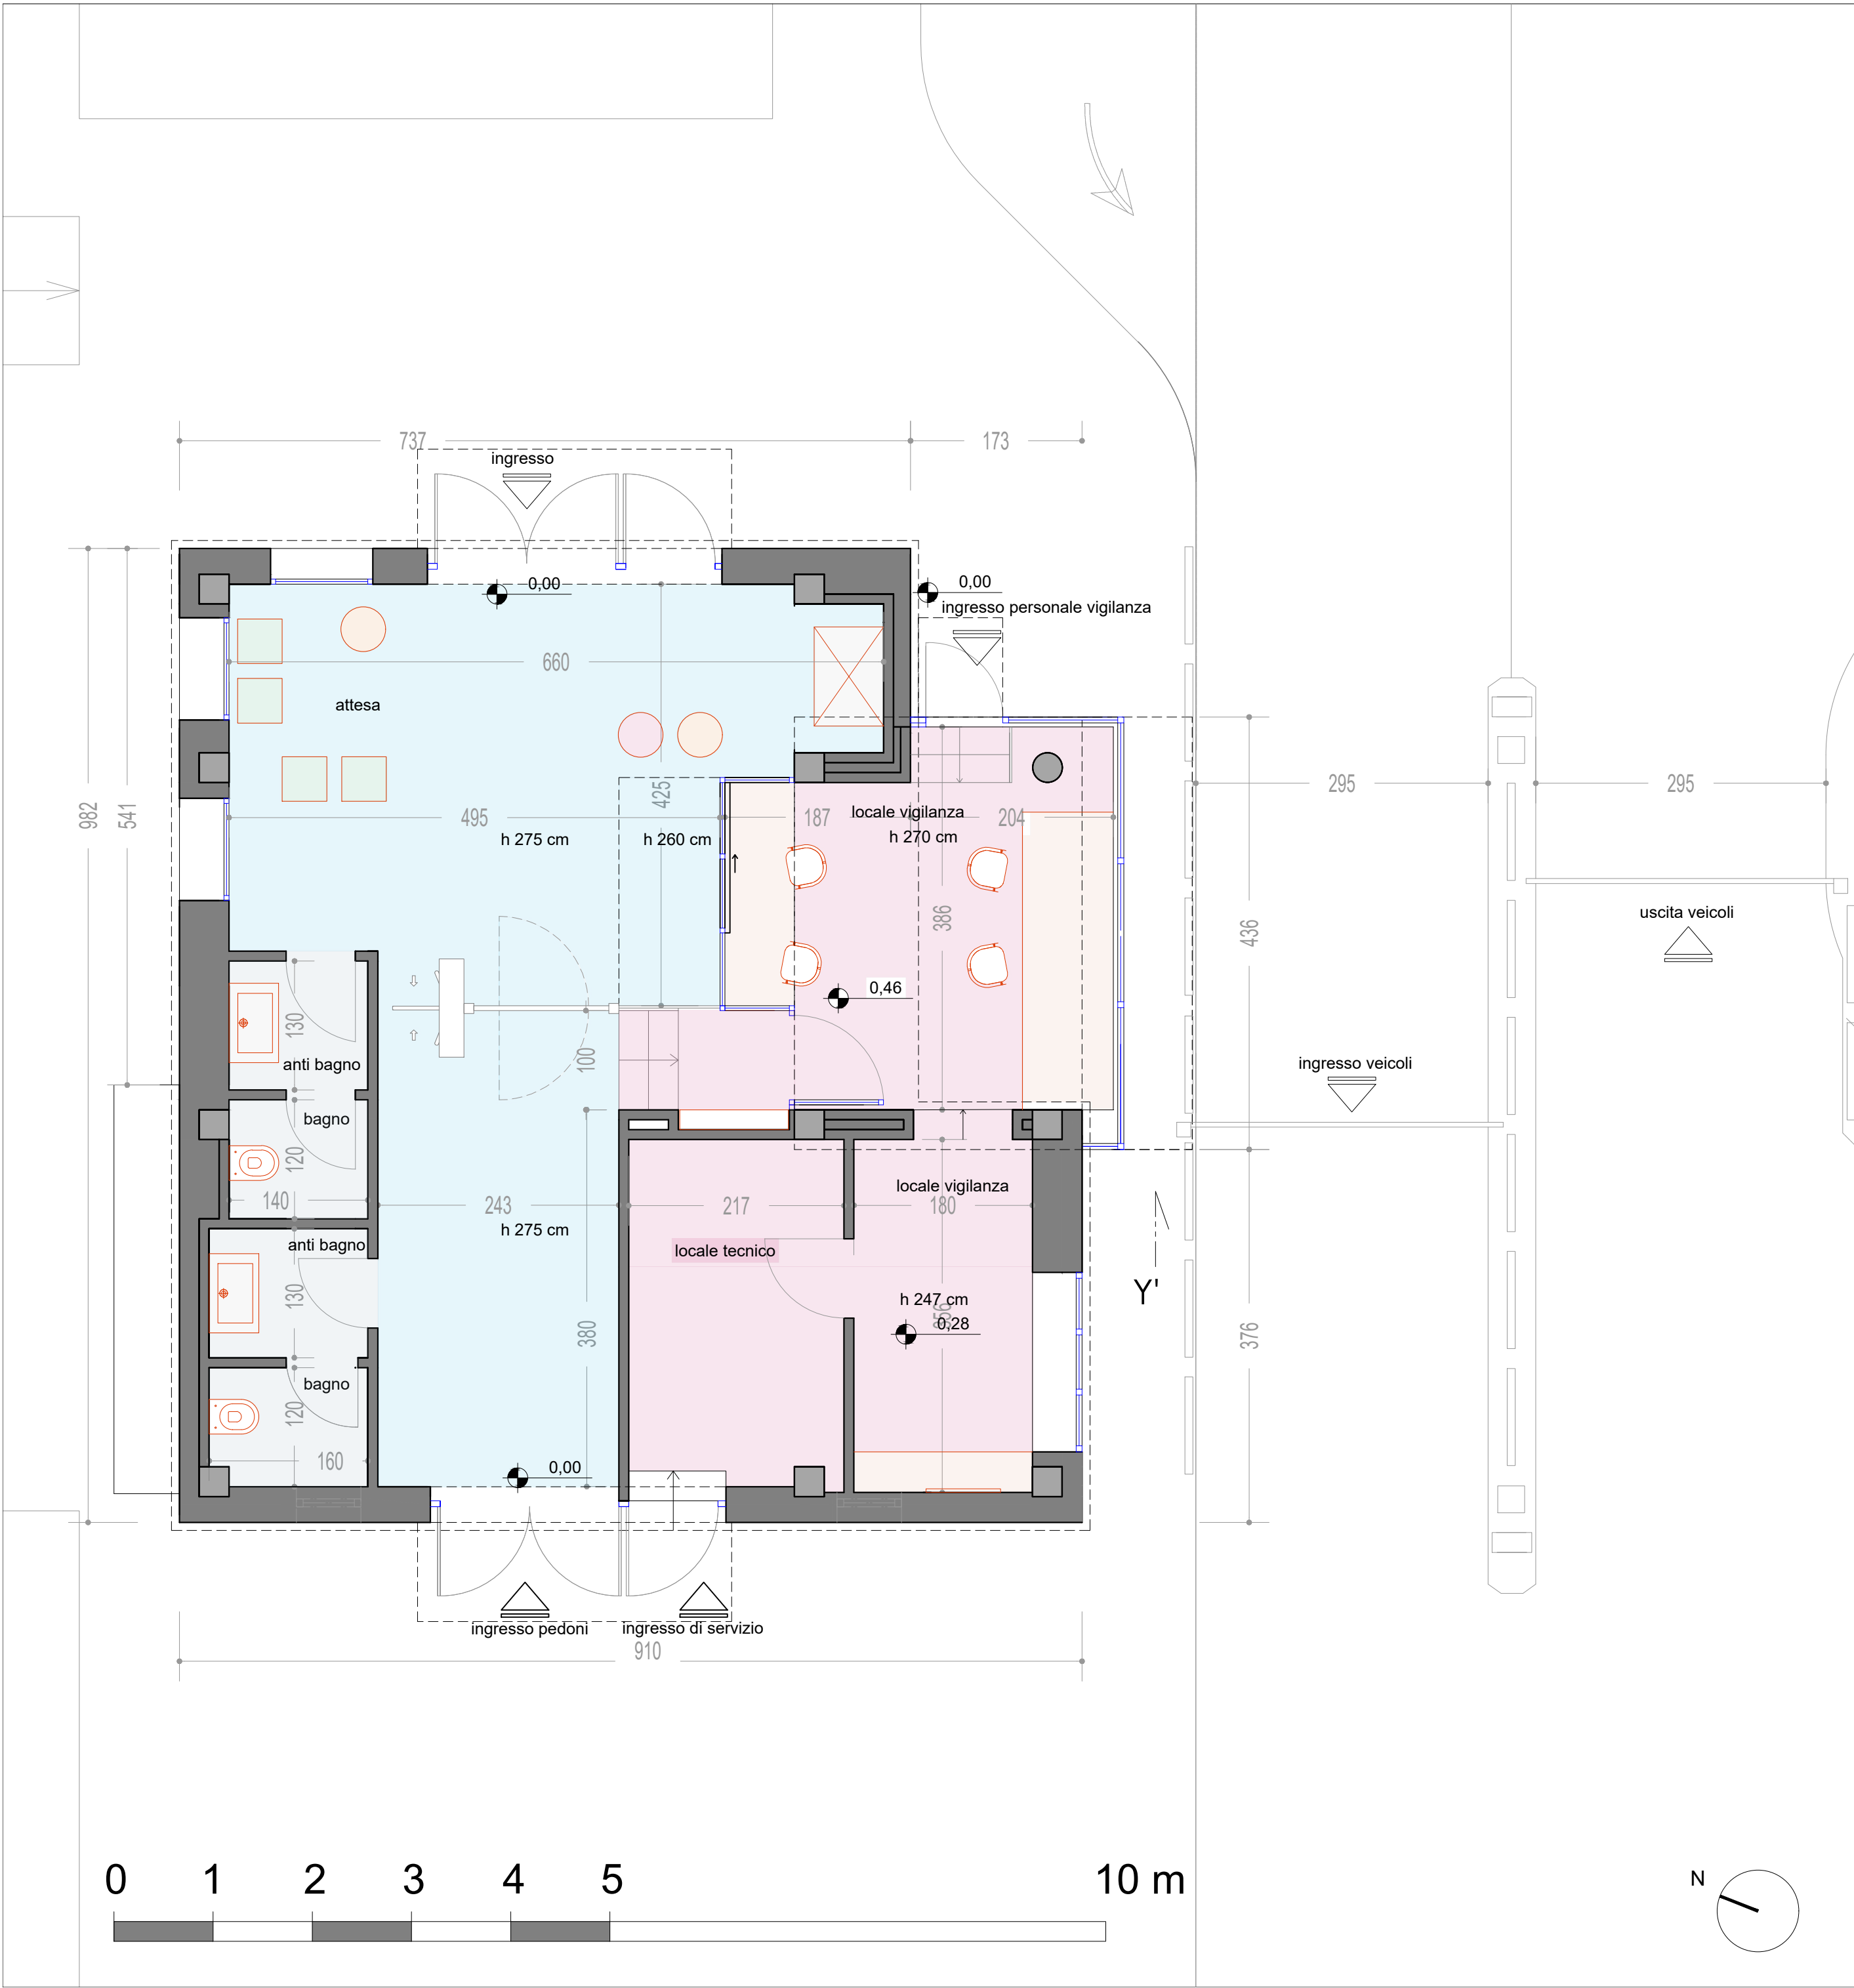 737
173
ingresso
0,00
0,00
ingresso personale vigilanza
660
attesa
982
541
425
495
187
locale vigilanza
204
295
295
h 275 cm
h 260 cm
h 270 cm
386
436
uscita veicoli
0,46
130
100
anti bagno
ingresso veicoli
bagno
120
140
243
217
locale vigilanza
180
h 275 cm
anti bagno
locale tecnico
130
Y'
h 247 cm
380
0,28
376
bagno
120
160
0,00
ingresso pedoni
ingresso di servizio
910
0 1 2 3 4 5 10 m
N